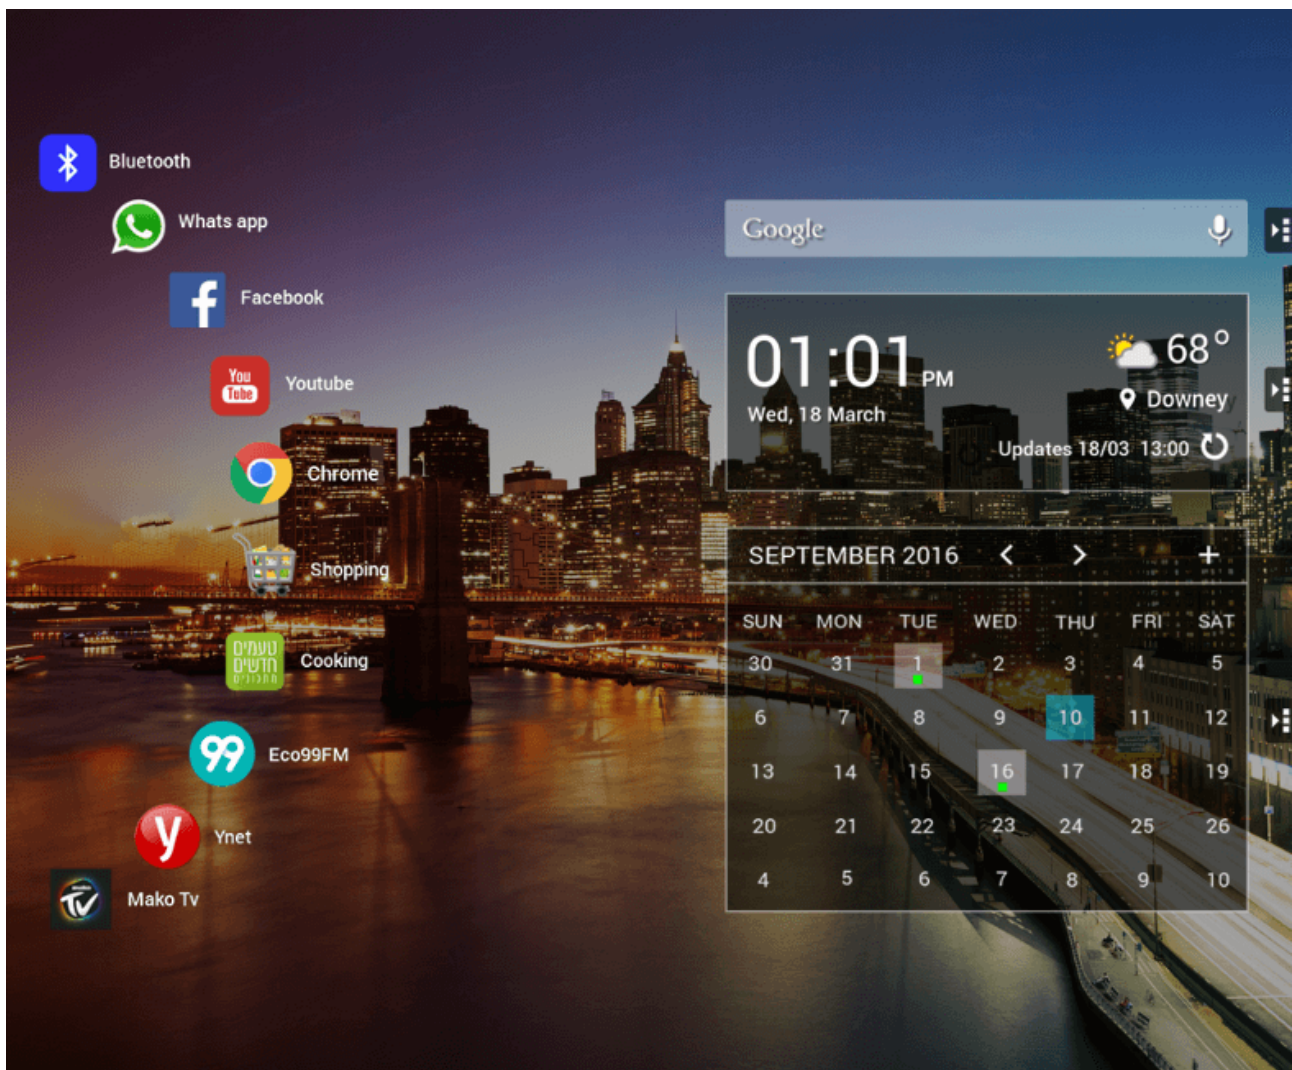 Bluetooth
Whats app
Facebook
You
Tube
Youtube
Chrome
Shopping
טעמים
חדשים
מתכונים
Cooking
99
Eco99FM
y
Ynet
TV
Mako Tv
Google
01:01 PM
68°
Wed, 18 March
Downey
Updates 18/03 13:00
SEPTEMBER 2016 < > +
SUN MON TUE WED THU FRI SAT
30 31 1 2 3 4 5
6 7 8 9 10 11 12
13 14 15 16 17 18 19
20 21 22 23 24 25 26
4 5 6 7 8 9 10